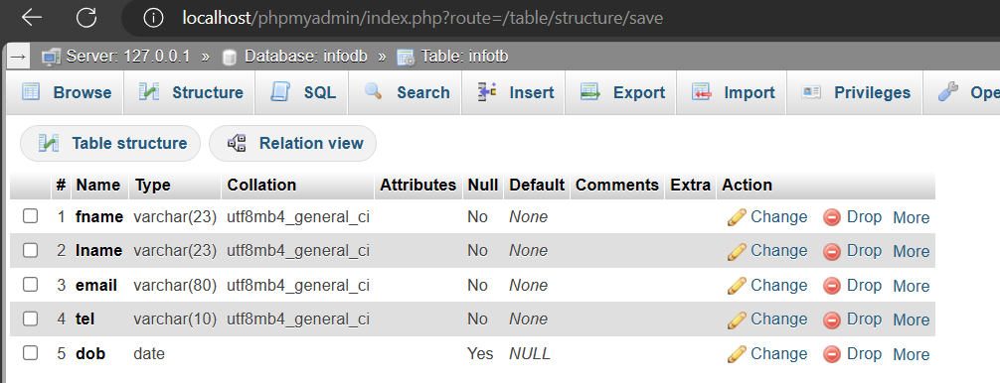 localhost/phpmyadmin/index.php?route=/table/structure/save
Server: 127.0.0.1 » Database: infodb » Table: infotb
Browse Structure SQL Search Insert Export Import Privileges Ope
Table structure Relation view
# Name Type Collation Attributes Null Default Comments Extra Action
1 fname varchar(23) utf8mb4_general_ci No None Change Drop More
2 lname varchar(23) utf8mb4_general_ci No None Change Drop More
3 email varchar(80) utf8mb4_general_ci No None Change Drop More
4 tel varchar(10) utf8mb4_general_ci No None Change Drop More
5 dob date Yes NULL Change Drop More